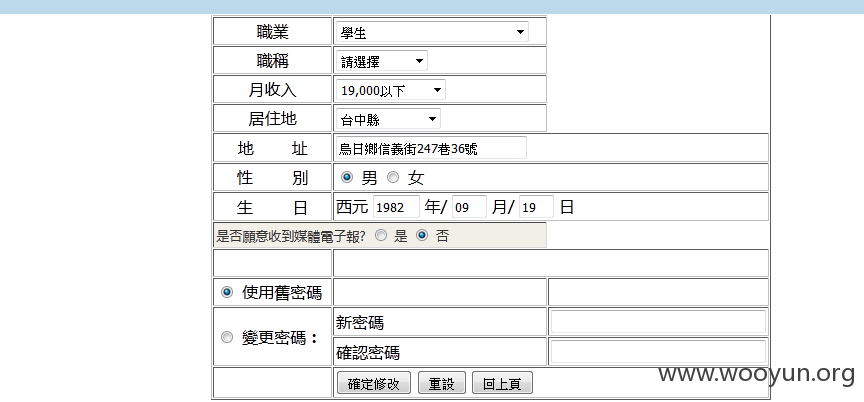 職業 學生
職稱 請選擇
月收入 19,000以下
居住地 台中縣
地 址 烏日鄉信義街247巷36號
性 別 男 女
生 日 西元 1982 年/ 09 月/ 19 日
是否願意收到媒體電子報? 是 否
使用舊密碼
變更密碼： 新密碼
確認密碼
確定修改 重設 回上頁
www.wooyun.org